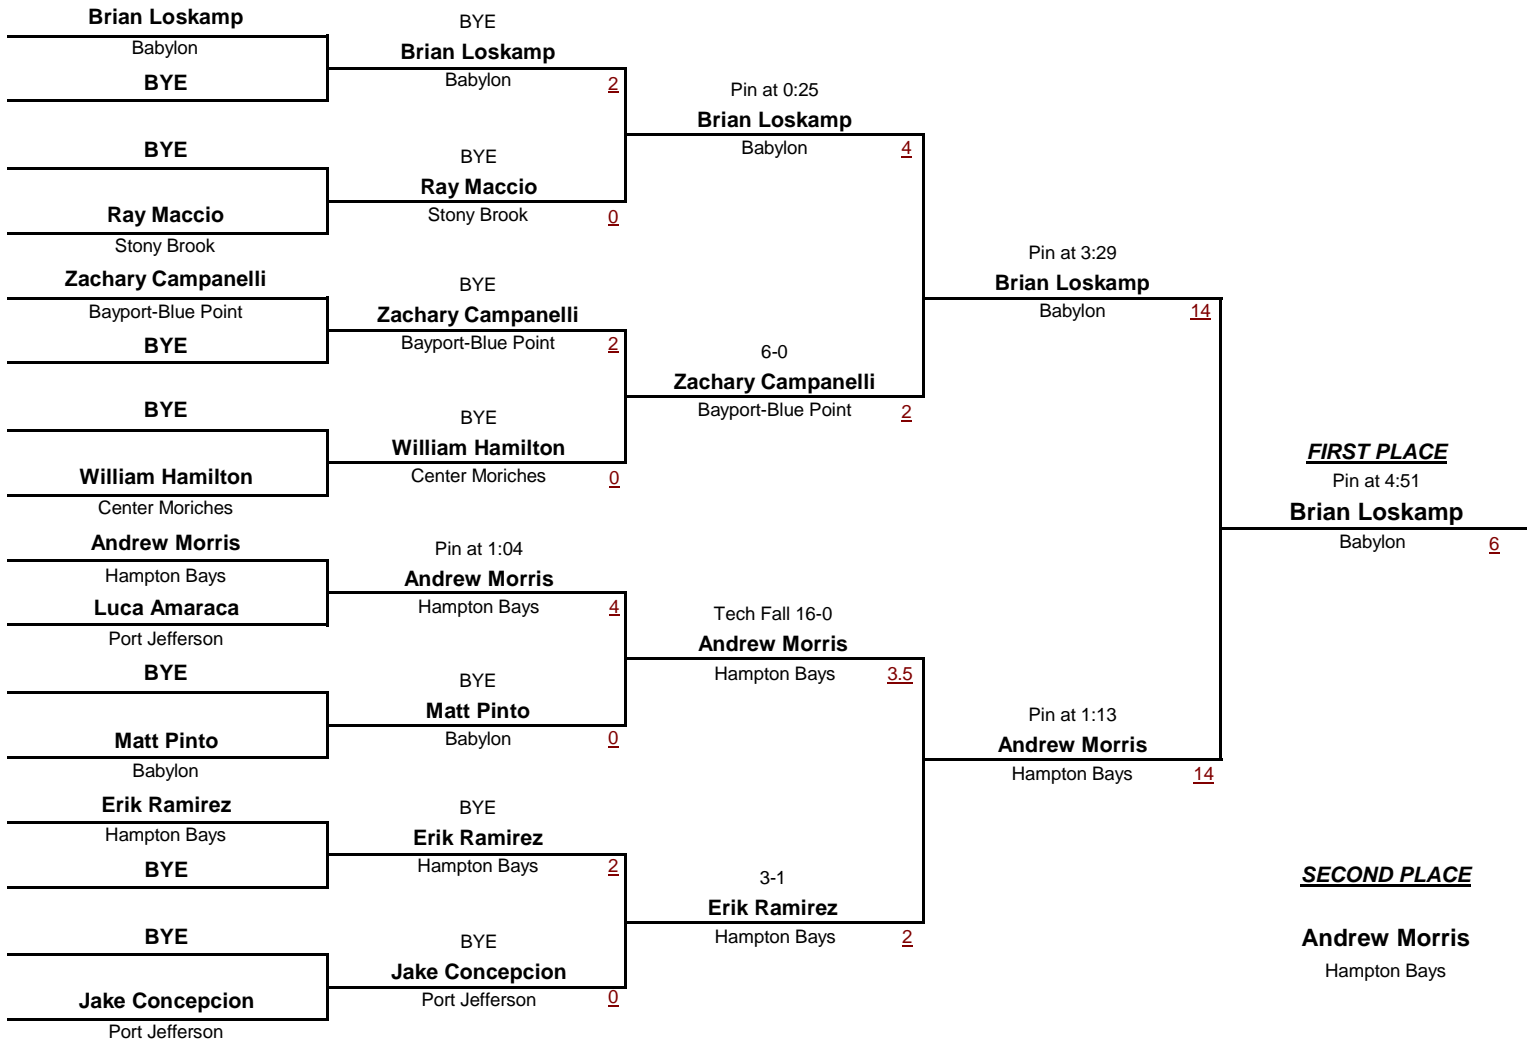 Brian Loskamp
Babylon
BYE
BYE
Ray Maccio
Stony Brook
Zachary Campanelli
Bayport-Blue Point
BYE
BYE
William Hamilton
Center Moriches
Andrew Morris
Hampton Bays
Luca Amaraca
Port Jefferson
BYE
Matt Pinto
Babylon
Erik Ramirez
Hampton Bays
BYE
BYE
Jake Concepcion
Port Jefferson
BYE
Brian Loskamp
Babylon 2
BYE
Ray Maccio
Stony Brook 0
BYE
Zachary Campanelli
Bayport-Blue Point 2
BYE
William Hamilton
Center Moriches 0
Pin at 1:04
Andrew Morris
Hampton Bays 4
BYE
Matt Pinto
Babylon 0
BYE
Erik Ramirez
Hampton Bays 2
BYE
Jake Concepcion
Port Jefferson 0
Pin at 0:25
Brian Loskamp
Babylon 4
6-0
Zachary Campanelli
Bayport-Blue Point 2
Tech Fall 16-0
Andrew Morris
Hampton Bays 3.5
3-1
Erik Ramirez
Hampton Bays 2
Pin at 3:29
Brian Loskamp
Babylon 14
Pin at 1:13
Andrew Morris
Hampton Bays 14
FIRST PLACE
Pin at 4:51
Brian Loskamp
Babylon 6
SECOND PLACE
Andrew Morris
Hampton Bays